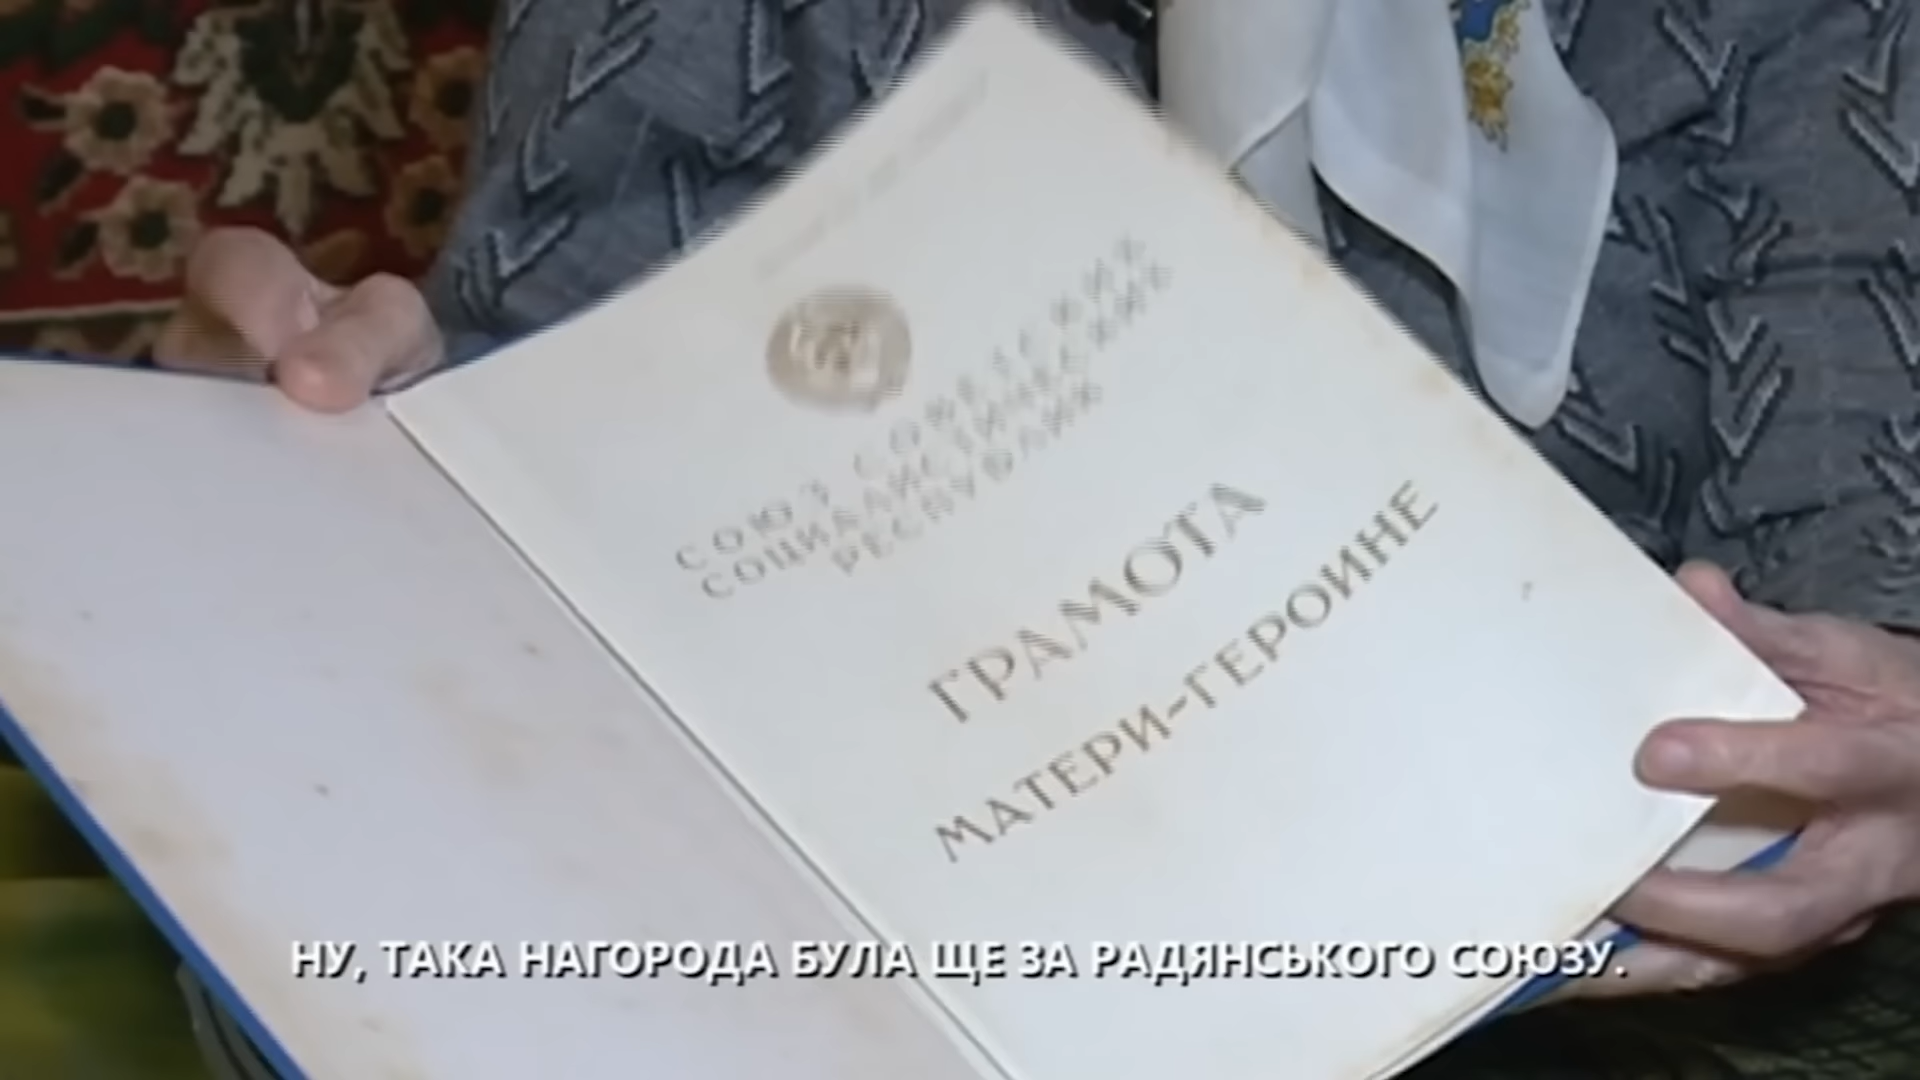 СОЮЗ СОВЕТСКИХ
СОЦИАЛИСТИЧЕСКИХ
РЕСПУБЛИК
ГРАМОТА
МАТЕРИ-ГЕРОИНЕ
НУ, ТАКА НАГОРОДА БУЛА ЩЕ ЗА РАДЯНСЬКОГО СОЮЗУ.